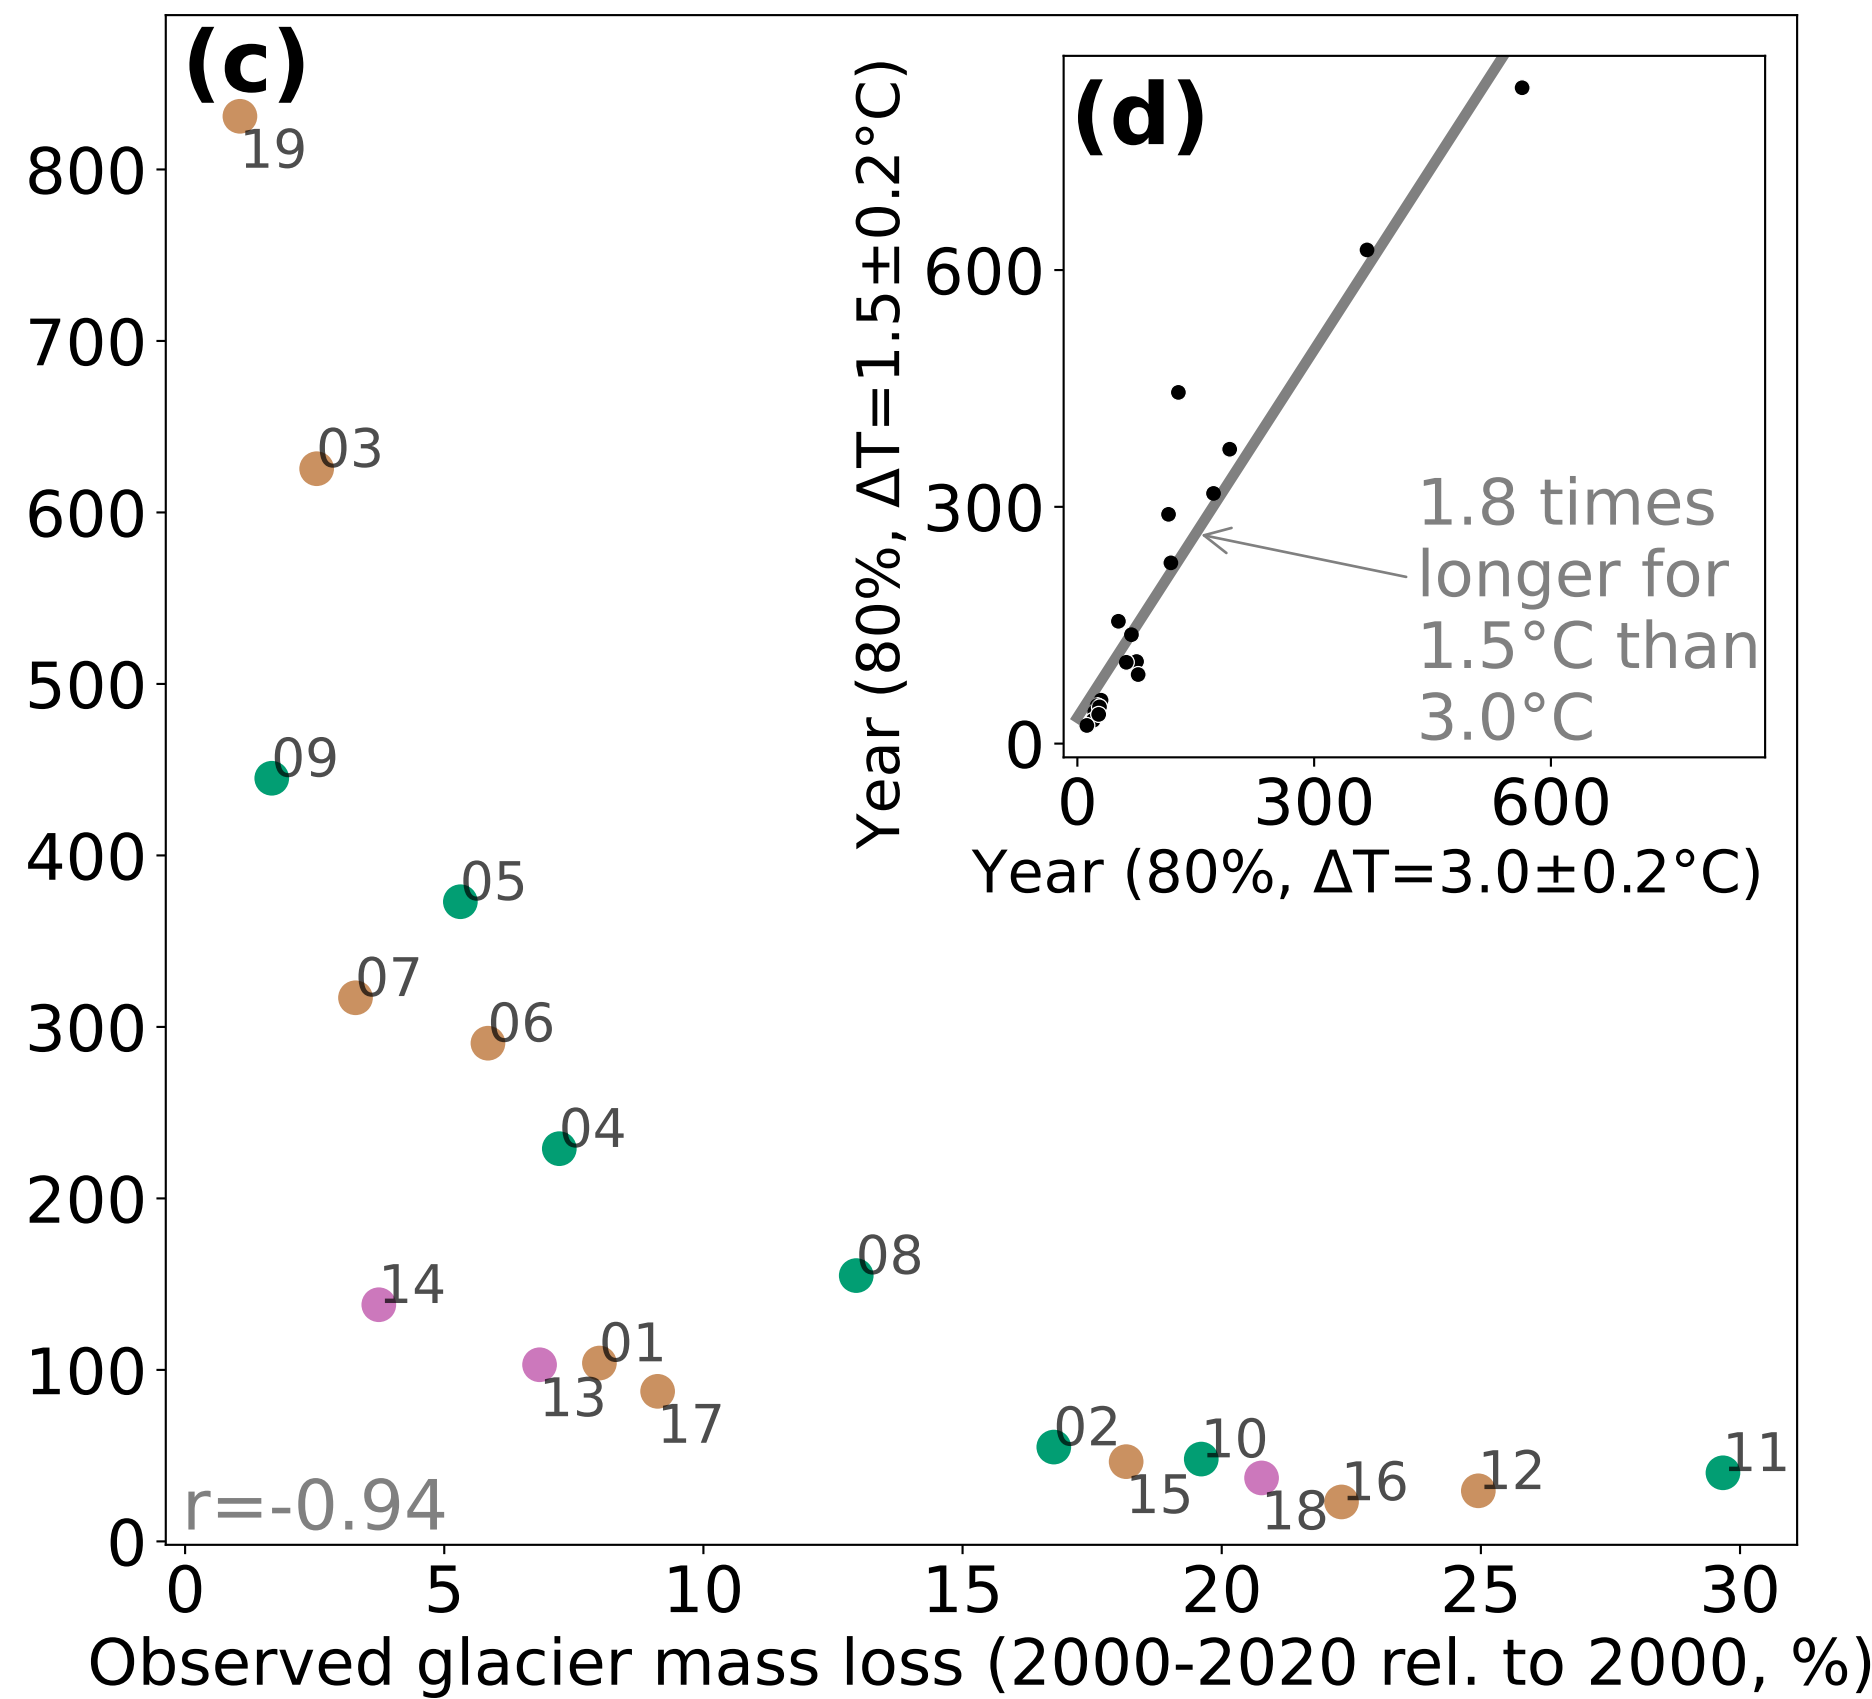 (c)
19
800
03
700
600
09
500
05
400
07
06
300
04
200
08
14
01
13
17
100
02
10
15
18
16
12
11
r=-0.94
0
0 5 10 15 20 25 30
Observed glacier mass loss (2000-2020 rel. to 2000, %)
(d)
Year (80%, ΔT=1.5±0.2°C)
600
300
0
1.8 times
longer for
1.5°C than
3.0°C
0 300 600
Year (80%, ΔT=3.0±0.2°C)